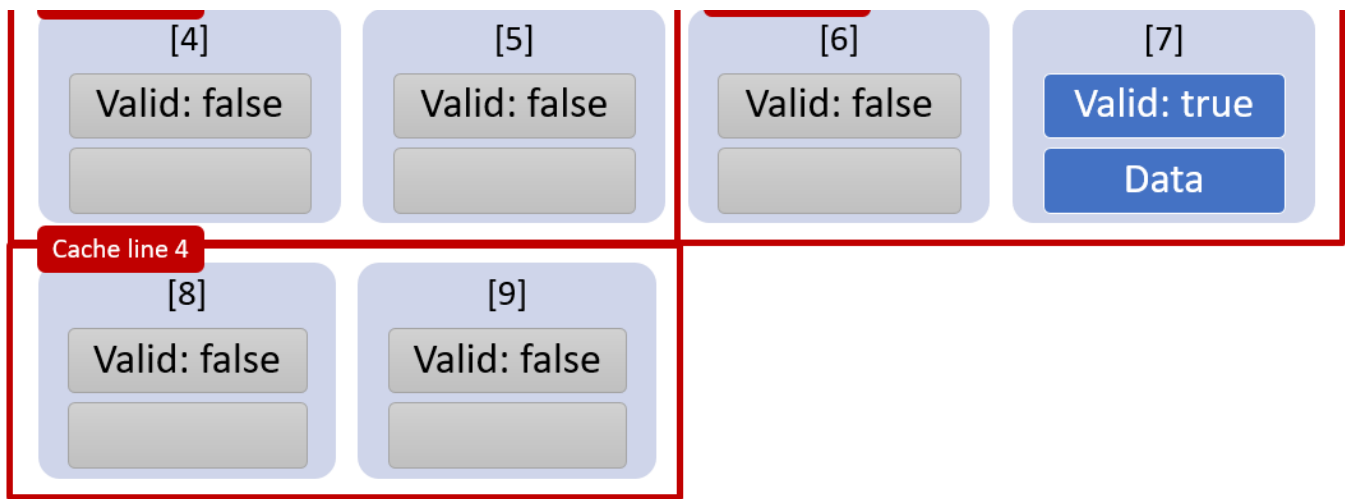 [4] [5] [6] [7]
Valid: false Valid: false Valid: false Valid: true
Data
Cache line 4
[8] [9]
Valid: false Valid: false